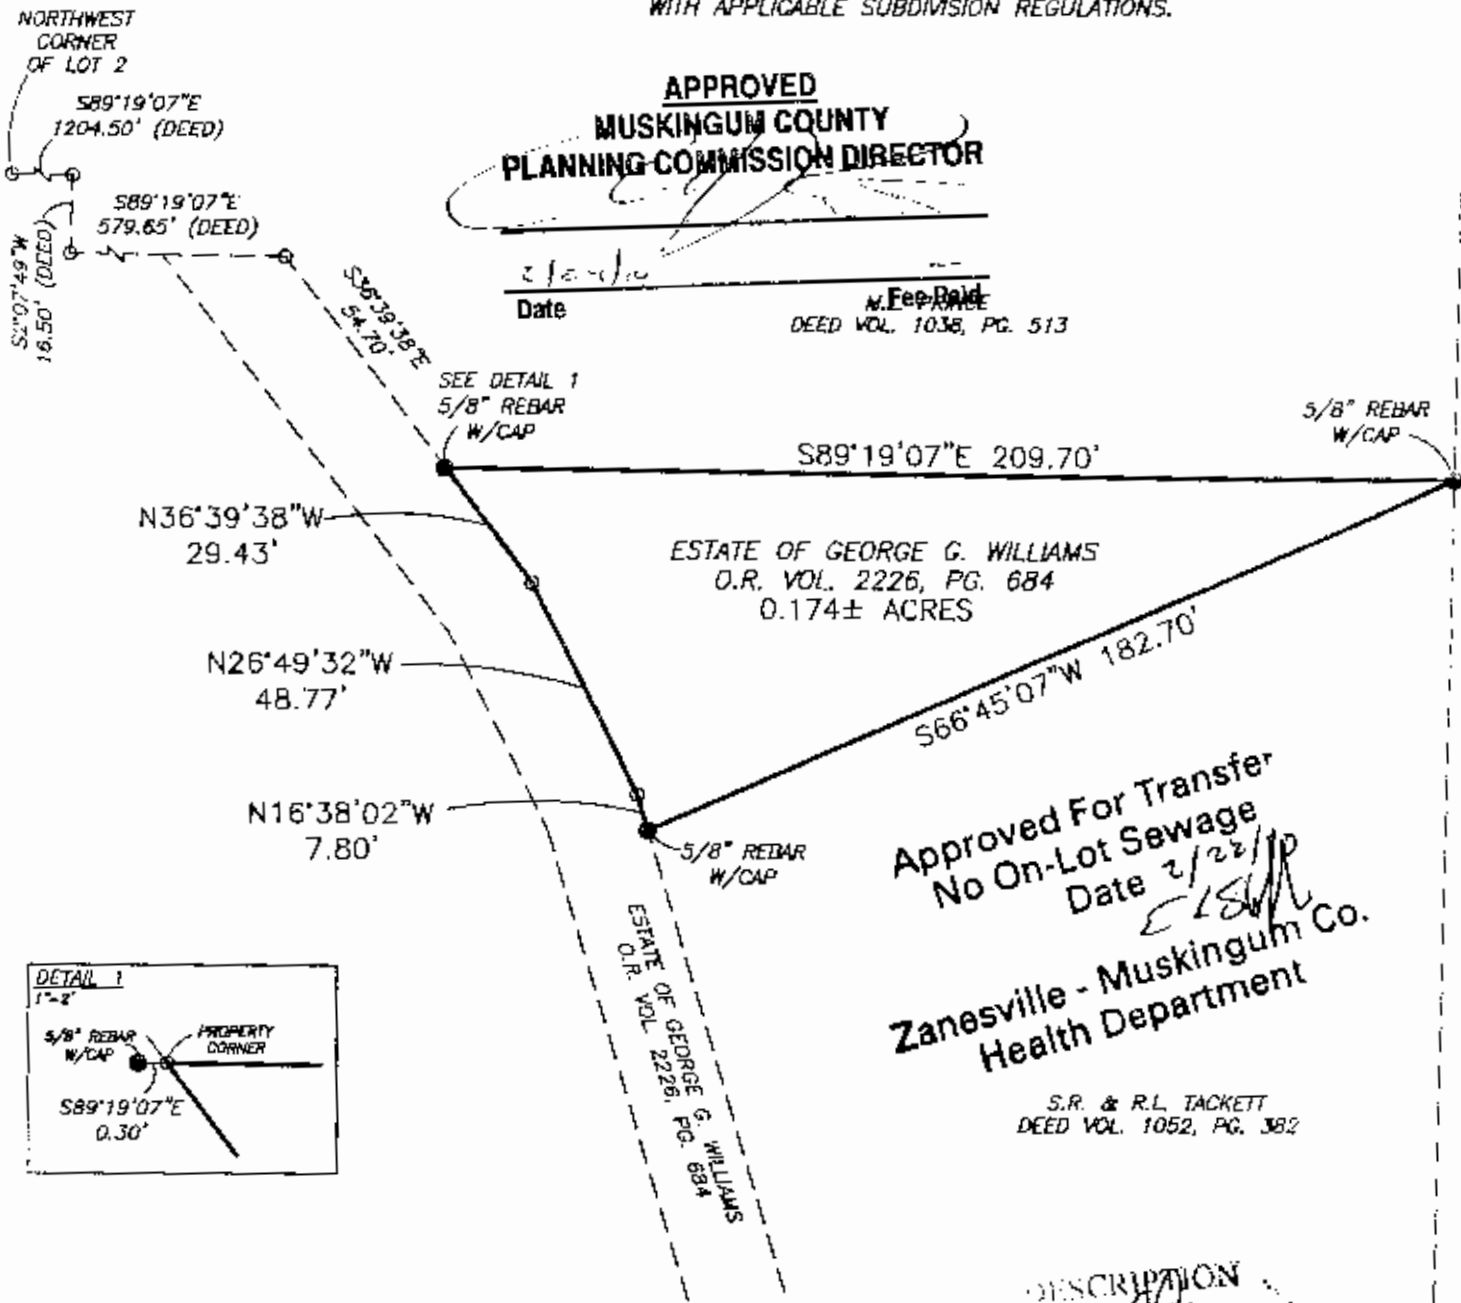 WITH APPLICABLE SUBDIVISION REGULATIONS.
NORTHWEST
CORNER
OF LOT 2
S89°19'07"E
1204.50' (DEED)
S89°19'07"E
579.65' (DEED)
S2°07'49"W
16.50' (DEED)
APPROVED
MUSKINGUM COUNTY
PLANNING COMMISSION DIRECTOR
Date
Fee Paid
DEED VOL. 1038, PG. 513
S36°39'38"E
54.70'
SEE DETAIL 1
5/8" REBAR
W/CAP
S89°19'07"E 209.70'
5/8" REBAR
W/CAP
N36°39'38"W
29.43'
ESTATE OF GEORGE G. WILLIAMS
O.R. VOL. 2226, PG. 684
0.174± ACRES
N26°49'32"W
48.77'
S66°45'07"W 182.70'
N16°38'02"W
7.80'
5/8" REBAR
W/CAP
Approved For Transfer
No On-Lot Sewage
Date 2/22/10
Zanesville - Muskingum Co.
Health Department
ESTATE OF GEORGE G. WILLIAMS
O.R. VOL. 2226, PG. 684
DETAIL 1
1"=2'
5/8" REBAR
W/CAP
PROPERTY
CORNER
S89°19'07"E
0.30'
S.R. & R.L. TACKETT
DEED VOL. 1052, PG. 382
DESCRIPTION